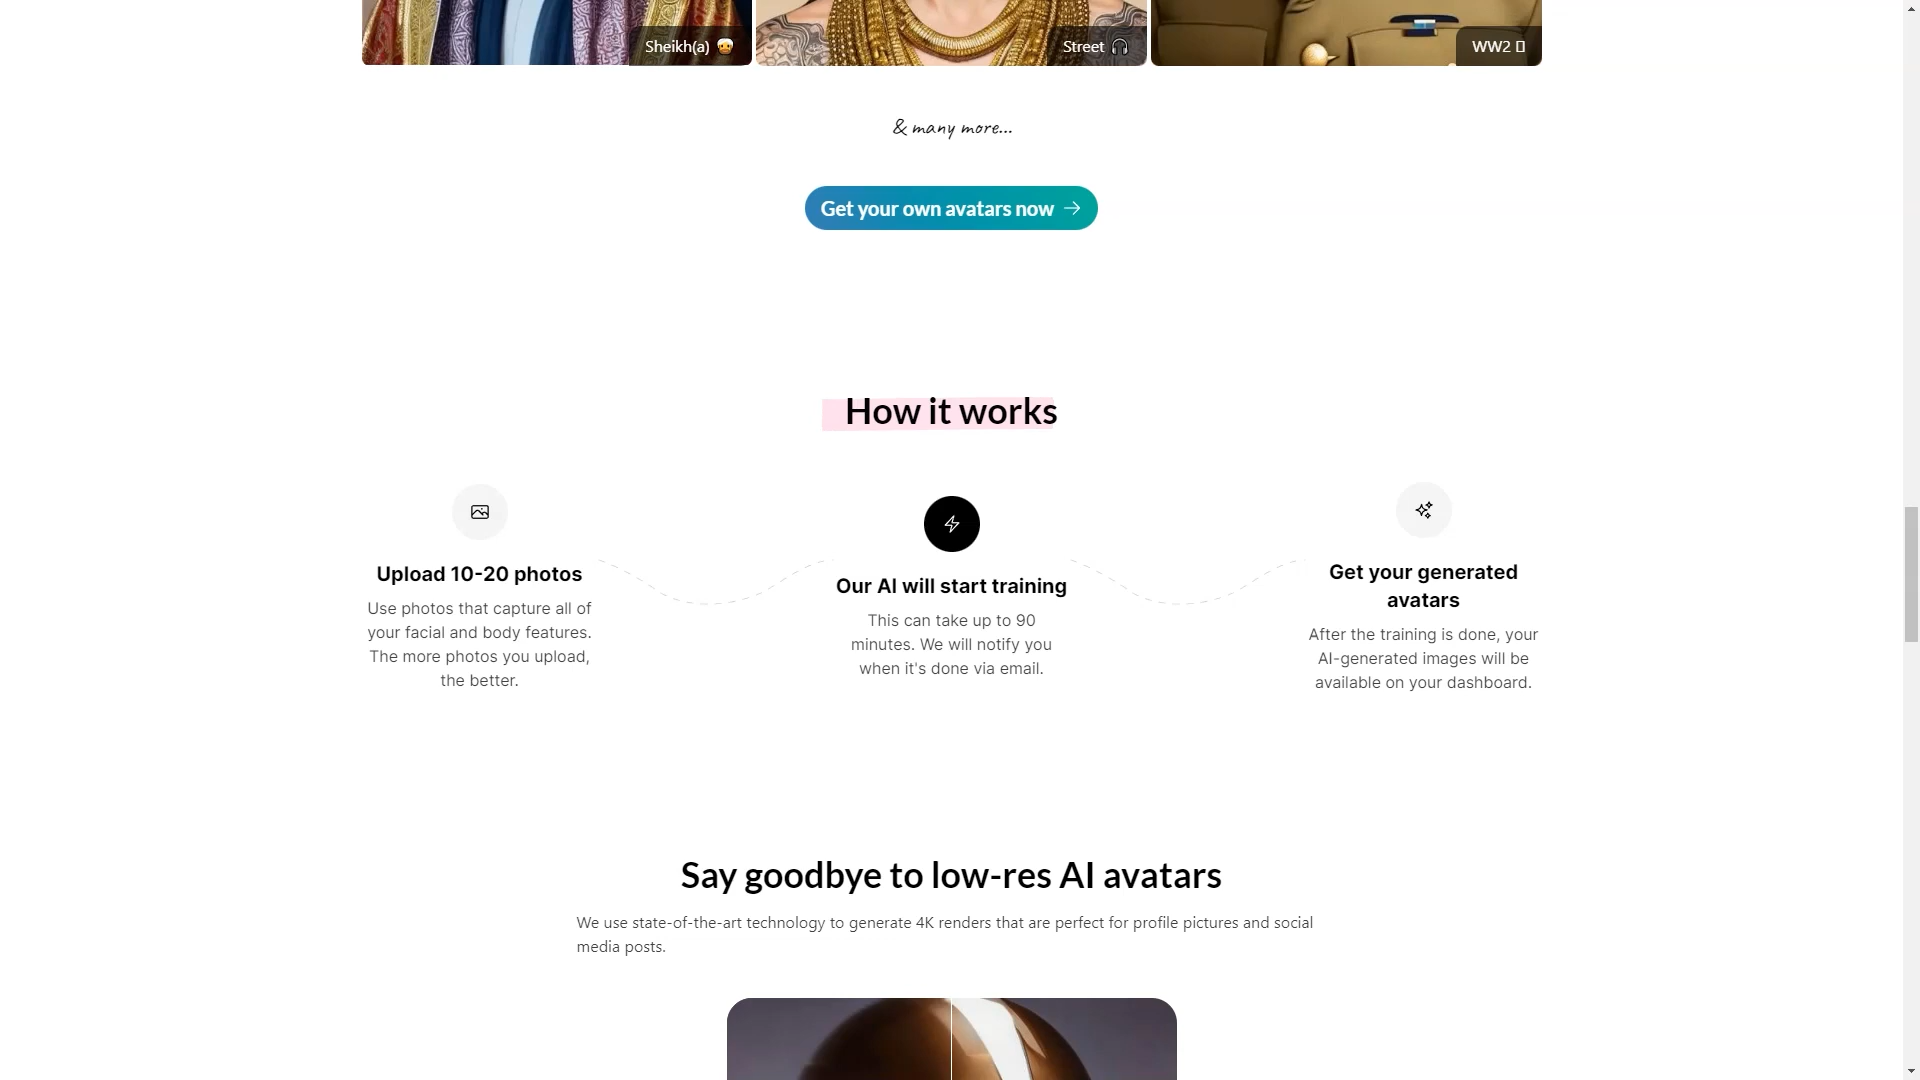 Sheikh(a)
Street
WW2
& many more...
Get your own avatars now
How it works
Upload 10-20 photos
Use photos that capture all of
your facial and body features.
The more photos you upload,
the better.
Our AI will start training
This can take up to 90
minutes. We will notify you
when it's done via email.
Get your generated
avatars
After the training is done, your
AI-generated images will be
available on your dashboard.
Say goodbye to low-res AI avatars
We use state-of-the-art technology to generate 4K renders that are perfect for profile pictures and social
media posts.